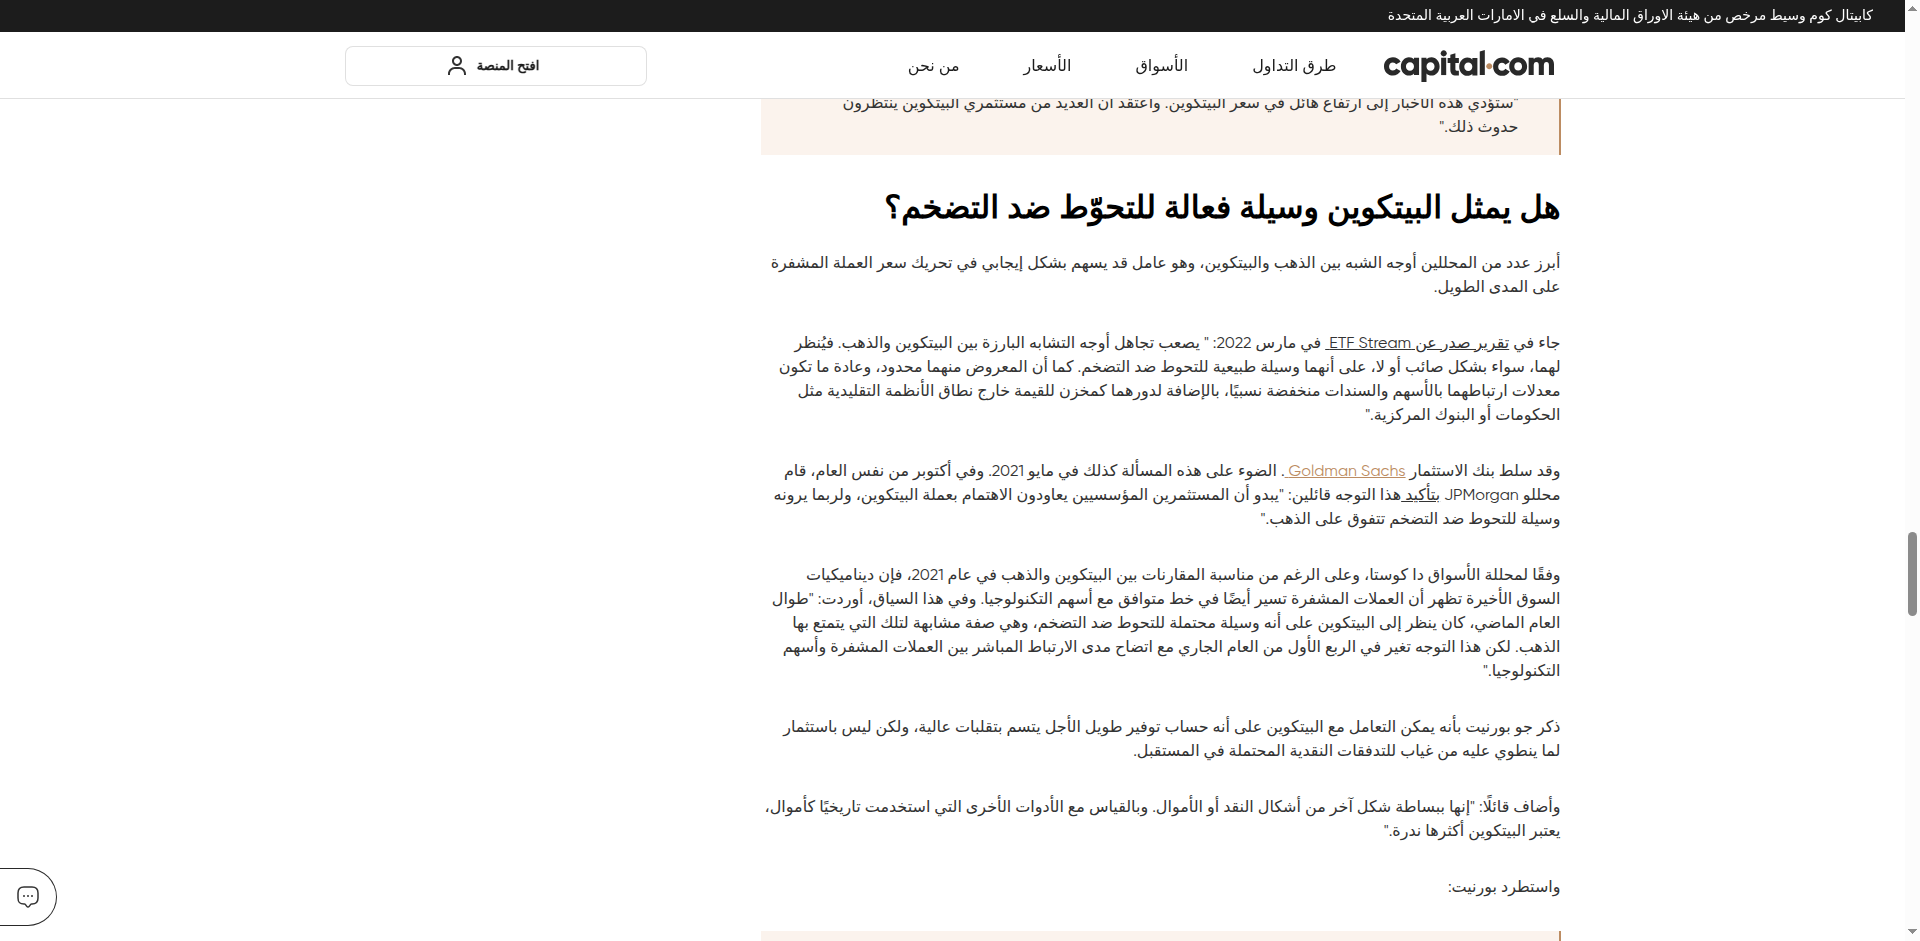 كابيتال كوم وسيط مرخص من هيئة الاوراق المالية والسلع في الامارات العربية المتحدة
capital.com
طرق التداول
الأسواق
الأسعار
من نحن
افتح المنصة
"ستؤدي هذه الأخبار إلى ارتفاع هائل في سعر البيتكوين. وأعتقد أن العديد من مستثمري البيتكوين ينتظرون
حدوث ذلك."
هل يمثل البيتكوين وسيلة فعالة للتحوّط ضد التضخم؟
أبرز عدد من المحللين أوجه الشبه بين الذهب والبيتكوين، وهو عامل قد يسهم بشكل إيجابي في تحريك سعر العملة المشفرة
على المدى الطويل.
جاء في تقرير صدر عن ETF Stream في مارس 2022: " يصعب تجاهل أوجه التشابه البارزة بين البيتكوين والذهب. فيُنظر
لهما، سواء بشكل صائب أو لا، على أنهما وسيلة طبيعية للتحوط ضد التضخم. كما أن المعروض منهما محدود، وعادة ما تكون
معدلات ارتباطهما بالأسهم والسندات منخفضة نسبيًا، بالإضافة لدورهما كمخزن للقيمة خارج نطاق الأنظمة التقليدية مثل
الحكومات أو البنوك المركزية."
وقد سلط بنك الاستثمار Goldman Sachs . الضوء على هذه المسألة كذلك في مايو 2021. وفي أكتوبر من نفس العام، قام
محللو JPMorgan بتأكيد هذا التوجه قائلين: "يبدو أن المستثمرين المؤسسيين يعاودون الاهتمام بعملة البيتكوين، ولربما يرونه
وسيلة للتحوط ضد التضخم تتفوق على الذهب."
وفقًا لمحللة الأسواق دا كوستا، وعلى الرغم من مناسبة المقارنات بين البيتكوين والذهب في عام 2021، فإن ديناميكيات
السوق الأخيرة تظهر أن العملات المشفرة تسير أيضًا في خط متوافق مع أسهم التكنولوجيا. وفي هذا السياق، أوردت: "طوال
العام الماضي، كان ينظر إلى البيتكوين على أنه وسيلة محتملة للتحوط ضد التضخم، وهي صفة مشابهة لتلك التي يتمتع بها
الذهب. لكن هذا التوجه تغير في الربع الأول من العام الجاري مع اتضاح مدى الارتباط المباشر بين العملات المشفرة وأسهم
التكنولوجيا."
ذكر جو بورنيت بأنه يمكن التعامل مع البيتكوين على أنه حساب توفير طويل الأجل يتسم بتقلبات عالية، ولكن ليس باستثمار
لما ينطوي عليه من غياب للتدفقات النقدية المحتملة في المستقبل.
وأضاف قائلًا: "إنها ببساطة شكل آخر من أشكال النقد أو الأموال. وبالقياس مع الأدوات الأخرى التي استخدمت تاريخيًا كأموال،
يعتبر البيتكوين أكثرها ندرة."
واستطرد بورنيت: